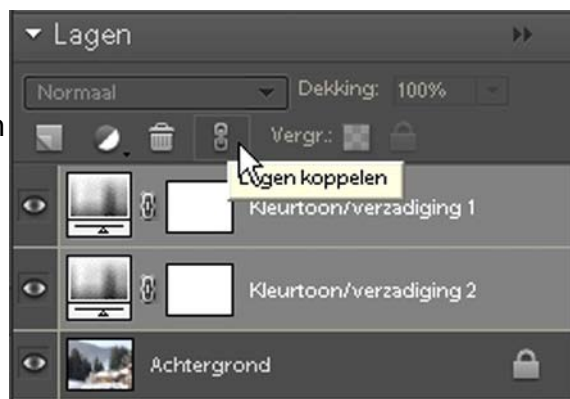 Lagen
Normaal Dekking: 100%
n
Vergr.:
Lagen koppelen
Kleurtoon/verzadiging 1
Kleurtoon/verzadiging 2
Achtergrond